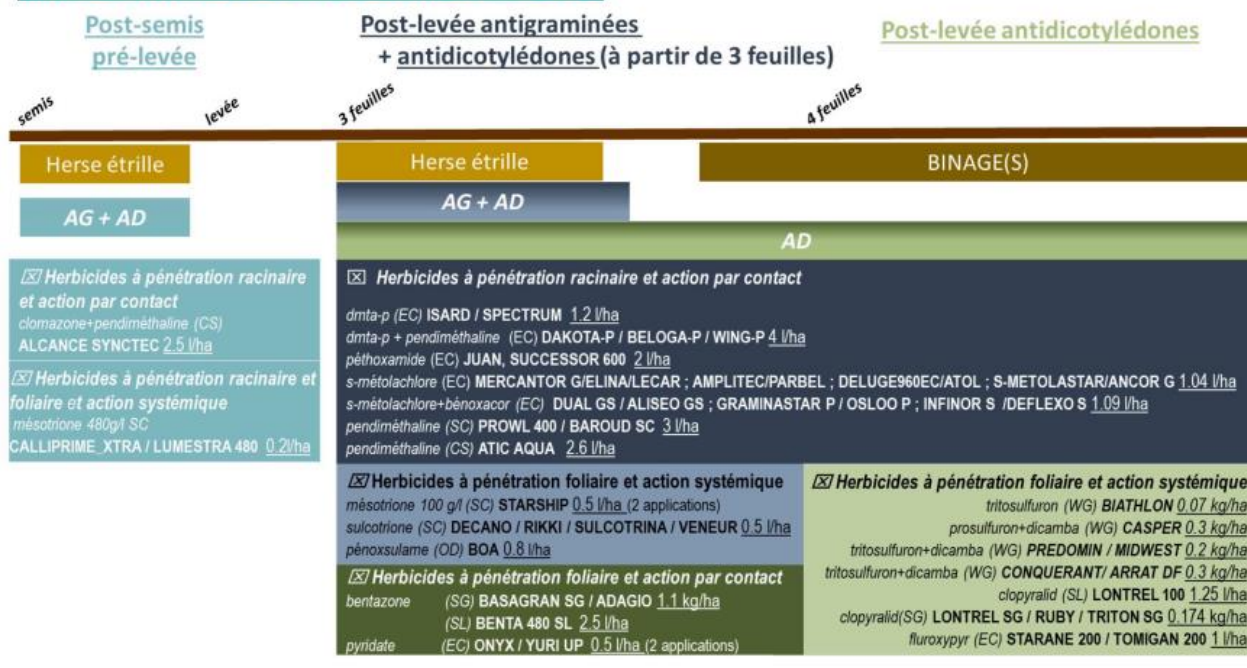 Post-semis
pré-levée
Post-levée antigraminées
+ antidicotylédones (à partir de 3 feuilles)
Post-levée antidicotylédones
semis
levée
3 feuilles
4 feuilles
Herse étrille
Herse étrille
BINAGE(S)
AG + AD
AG + AD
AD
☒ Herbicides à pénétration racinaire
et action par contact
clomazone+pendiméthaline (CS)
ALCANCE SYNCTEC 2.5 l/ha
☒ Herbicides à pénétration racinaire et
foliaire et action systémique
mésotrione 480g/l SC
CALLIPRIME_XTRA / LUMESTRA 480 0.2l/ha
☒ Herbicides à pénétration racinaire et action par contact
dmta-p (EC) ISARD / SPECTRUM 1.2 l/ha
dmta-p + pendiméthaline (EC) DAKOTA-P / BELOGA-P / WING-P 4 l/ha
péthoxamide (EC) JUAN, SUCCESSOR 600 2 l/ha
s-métolachlore (EC) MERCANTOR G/ELINA/LECAR ; AMPLITEC/PARBEL ; DELUGE960EC/ATOL ; S-METOLASTAR/ANCOR G 1.04 l/ha
s-métolachlore+bénoxacor (EC) DUAL GS / ALISEO GS ; GRAMINASTAR P / OSLOO P ; INFINOR S /DEFLEXO S 1.09 l/ha
pendiméthaline (SC) PROWL 400 / BAROUD SC 3 l/ha
pendiméthaline (CS) ATIC AQUA 2.6 l/ha
☒ Herbicides à pénétration foliaire et action systémique
mésotrione 100 g/l (SC) STARSHIP 0.5 l/ha (2 applications)
sulcotrione (SC) DECANO / RIKKI / SULCOTRINA / VENEUR 0.5 l/ha
pénoxsulame (OD) BOA 0.8 l/ha
☒ Herbicides à pénétration foliaire et action par contact
bentazone (SG) BASAGRAN SG / ADAGIO 1.1 kg/ha
(SL) BENTA 480 SL 2.5 l/ha
pyridate (EC) ONYX / YURI UP 0.5 l/ha (2 applications)
☒ Herbicides à pénétration foliaire et action systémique
tritosulfuron (WG) BIATHLON 0.07 kg/ha
prosulfuron+dicamba (WG) CASPER 0.3 kg/ha
tritosulfuron+dicamba (WG) PREDOMIN / MIDWEST 0.2 kg/ha
tritosulfuron+dicamba (WG) CONQUERANT/ ARRAT DF 0.3 kg/ha
clopyralid (SL) LONTREL 100 1.25 l/ha
clopyralid(SG) LONTREL SG / RUBY / TRITON SG 0.174 kg/ha
fluroxypyr (EC) STARANE 200 / TOMIGAN 200 1 l/ha